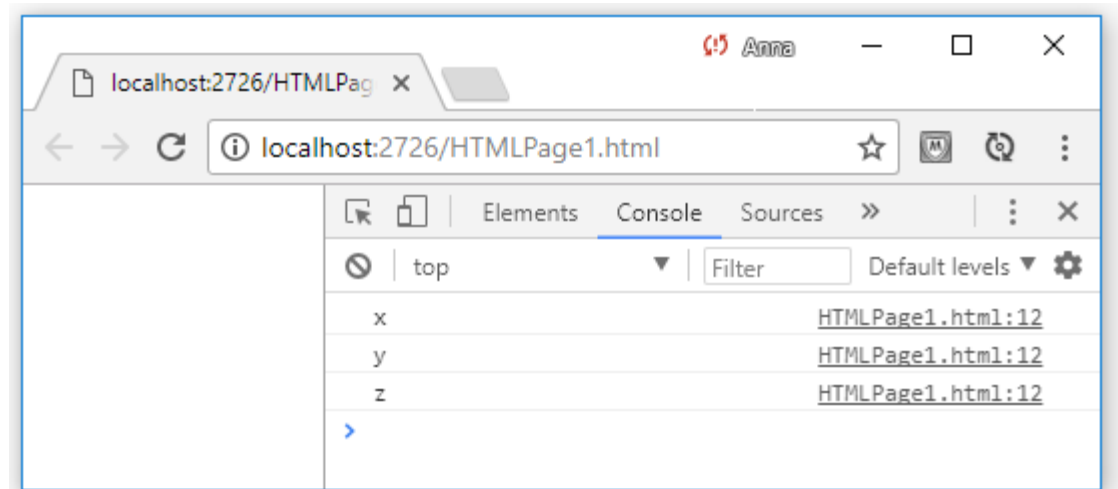 Anna
localhost:2726/HTMLPag
localhost:2726/HTMLPage1.html
Elements Console Sources »
top Filter Default levels
x HTMLPage1.html:12
y HTMLPage1.html:12
z HTMLPage1.html:12
>